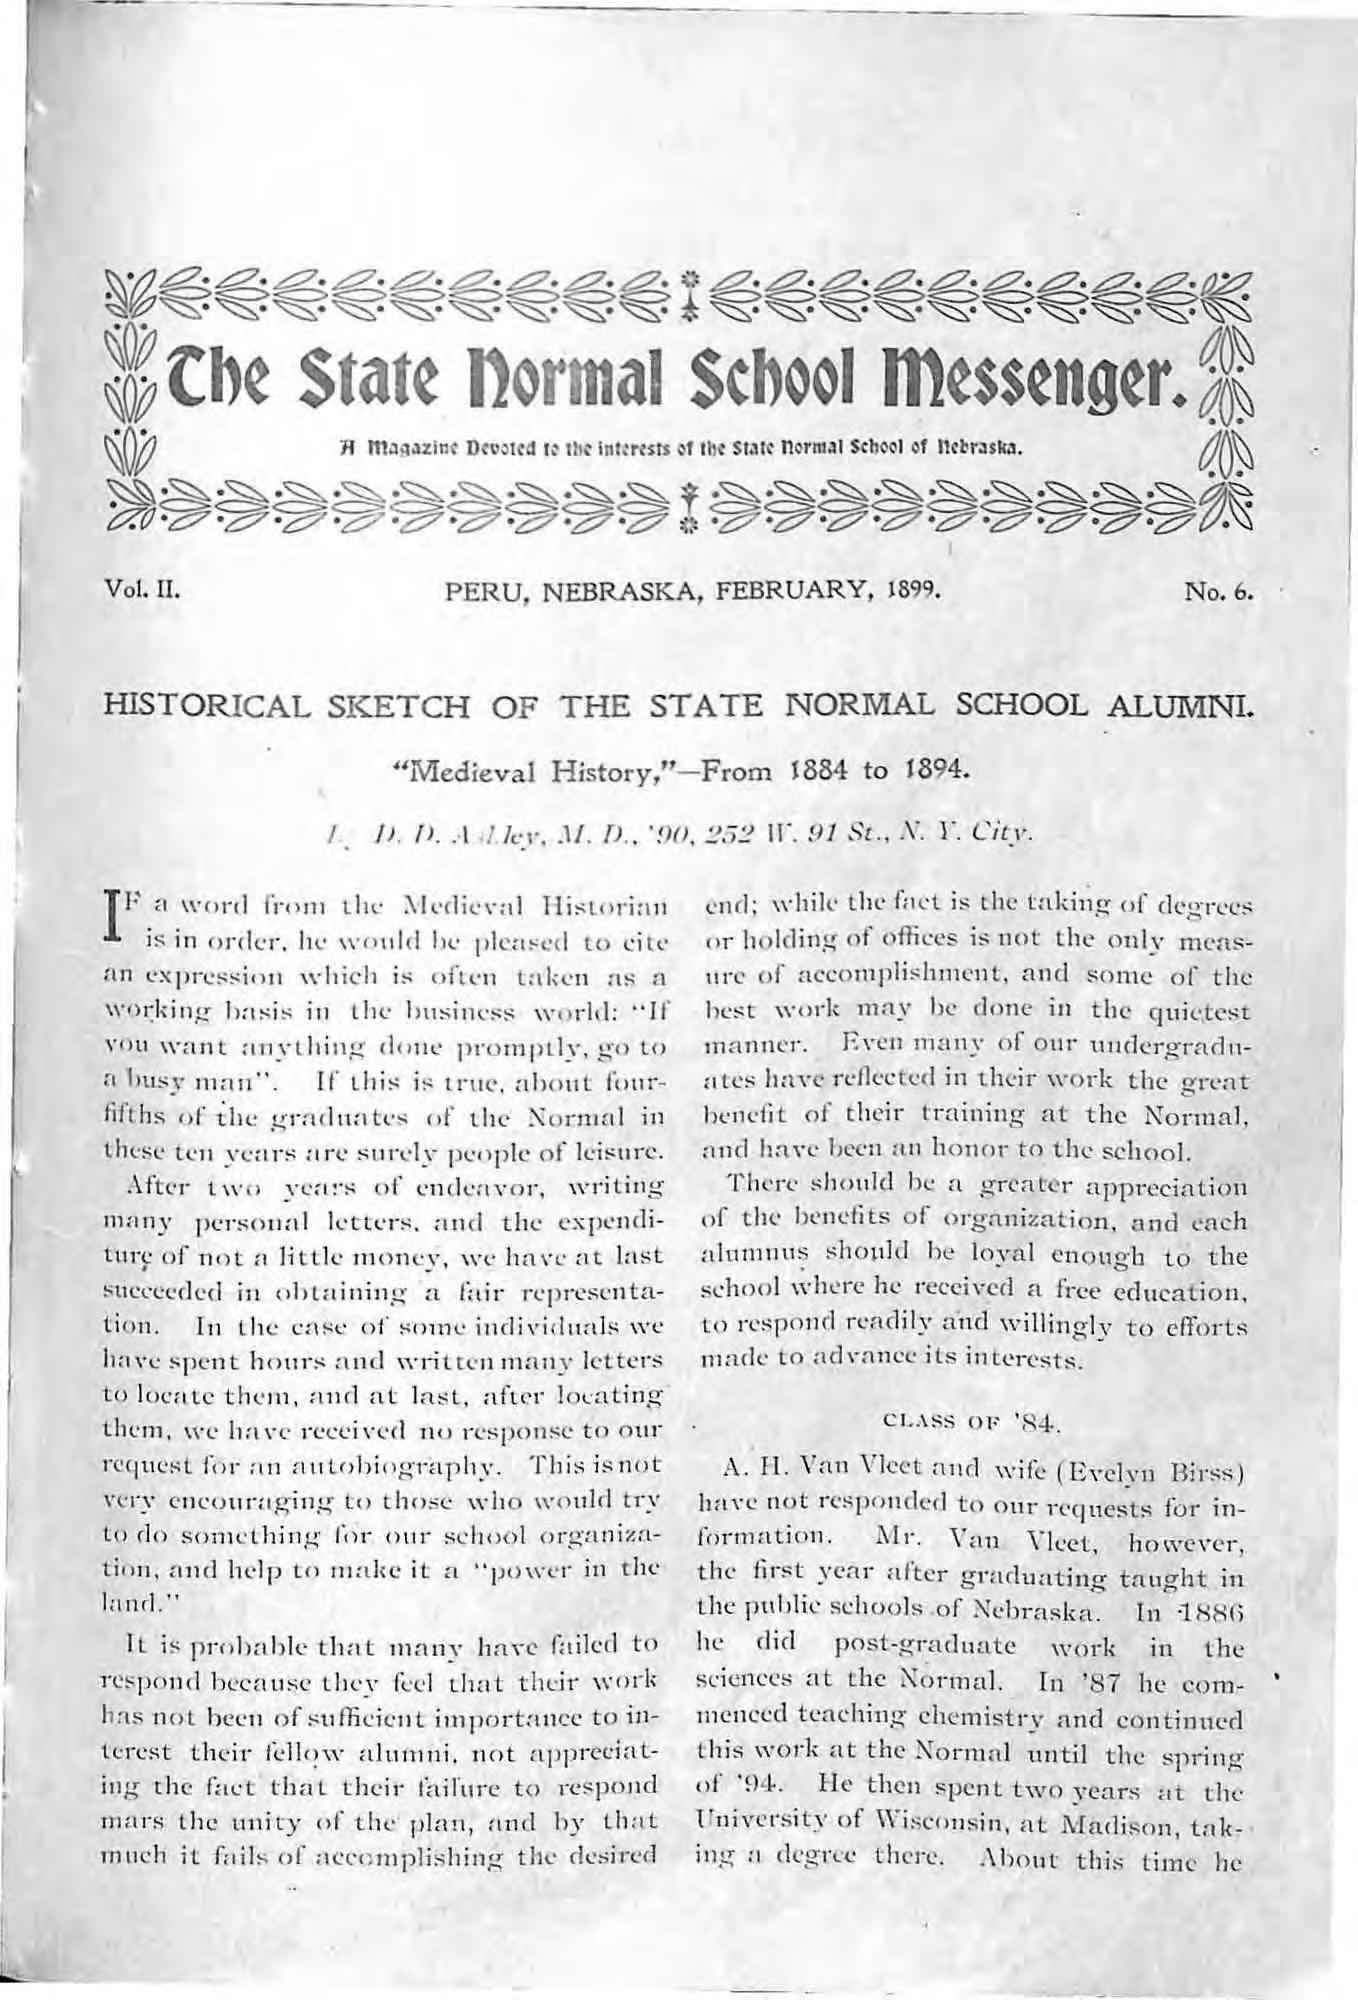 The State Normal School Messenger.
A Magazine Devoted to the Interests of the State Normal School of Nebraska.
Vol. II.
PERU, NEBRASKA, FEBRUARY, 1899.
No. 6.
HISTORICAL SKETCH OF THE STATE NORMAL SCHOOL ALUMNI.
“Medieval History,”—From 1884 to 1894.
D. D. M. D., '90, 252 W. 91 St., N. Y. City.
IF a word from the Medieval Historian
is in order, he would be pleased to cite
an expression which is often taken as a
working basis in the business world: “If
you want anything done promptly, go to
a busy man”. If this is true, about four-
fifths of the graduates of the Normal in
these ten years are surely people of leisure.
After two years of endeavor, writing
many personal letters, and the expendi-
ture of not a little money, we have at last
succeeded in obtaining a fair representa-
tion. In the case of some individuals we
have spent hours and written many letters
to locate them, and at last, after locating
them, we have received no response to our
request for an autobiography. This is not
very encouraging to those who would try
to do something for our school organiza-
tion, and help to make it a “power in the
land.”
It is probable that many have failed to
respond because they feel that their work
has not been of sufficient importance to in-
terest their fellow alumni, not appreciat-
ing the fact that their failure to respond
mars the unity of the plan, and by that
much it fails of accomplishing the desired
end; while the fact is the taking of degrees
or holding of offices is not the only meas-
ure of accomplishment, and some of the
best work may be done in the quietest
manner. Even many of our undergradu-
ates have reflected in their work the great
benefit of their training at the Normal,
and have been an honor to the school.
There should be a greater appreciation
of the benefits of organization, and each
alumnus should be loyal enough to the
school where he received a free education,
to respond readily and willingly to efforts
made to advance its interests.
CLASS OF '84.
A. H. Van Vleet and wife (Evelyn Birss)
have not responded to our requests for in-
formation. Mr. Van Vleet, however,
the first year after graduating taught in
the public schools of Nebraska. In 1886
he did post-graduate work in the
sciences at the Normal. In '87 he com-
menced teaching chemistry and continued
this work at the Normal until the spring
of '94. He then spent two years at the
University of Wisconsin, at Madison, tak-
ing a degree there. About this time he